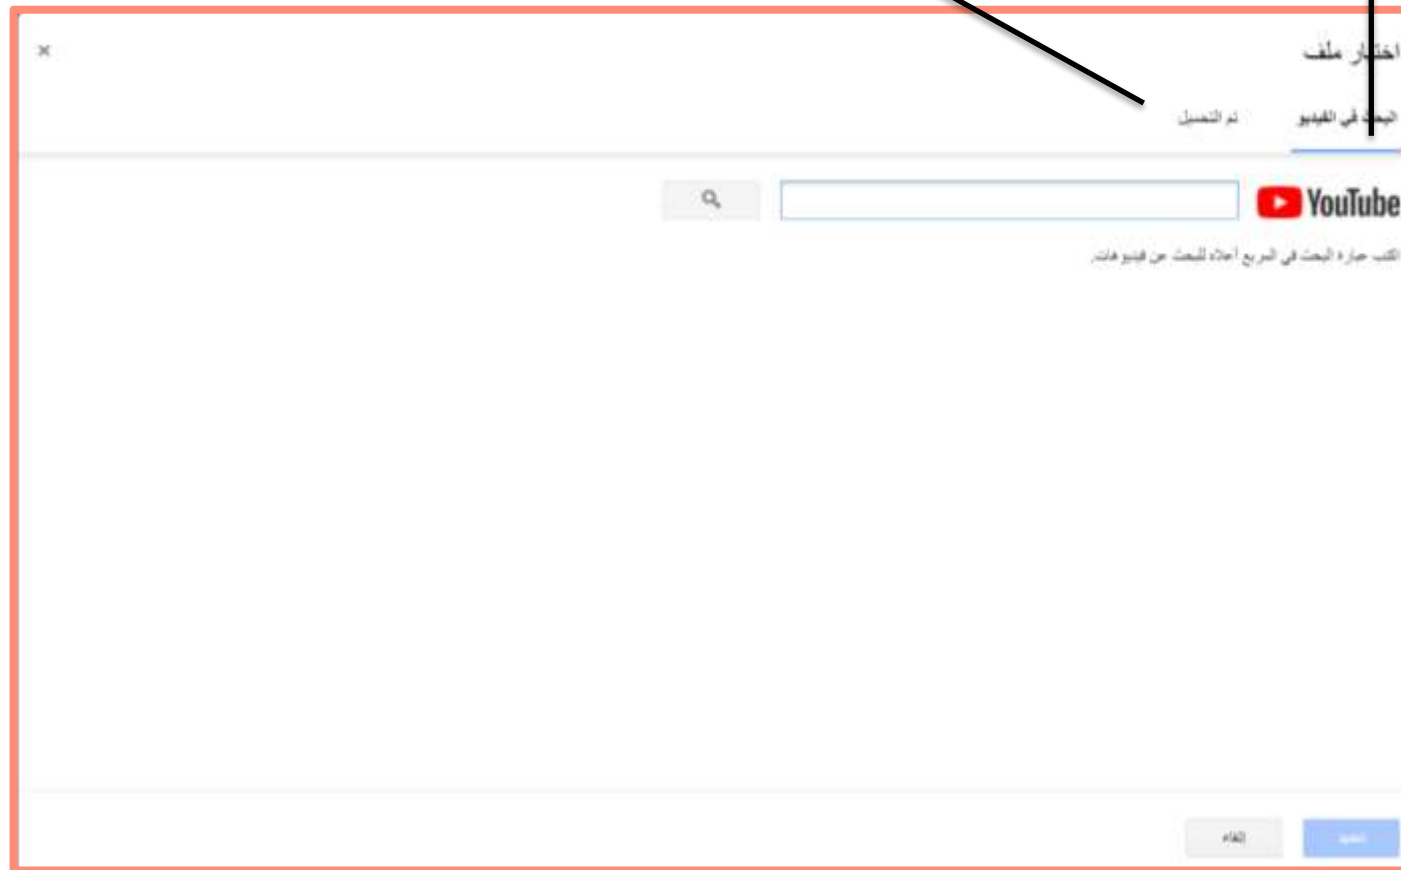 اختيار ملف
×
البحث في الفيديو
تم التحميل
YouTube
اكتب عبارة البحث في المربع أعلاه للبحث عن فيديوهات.
إلغاء